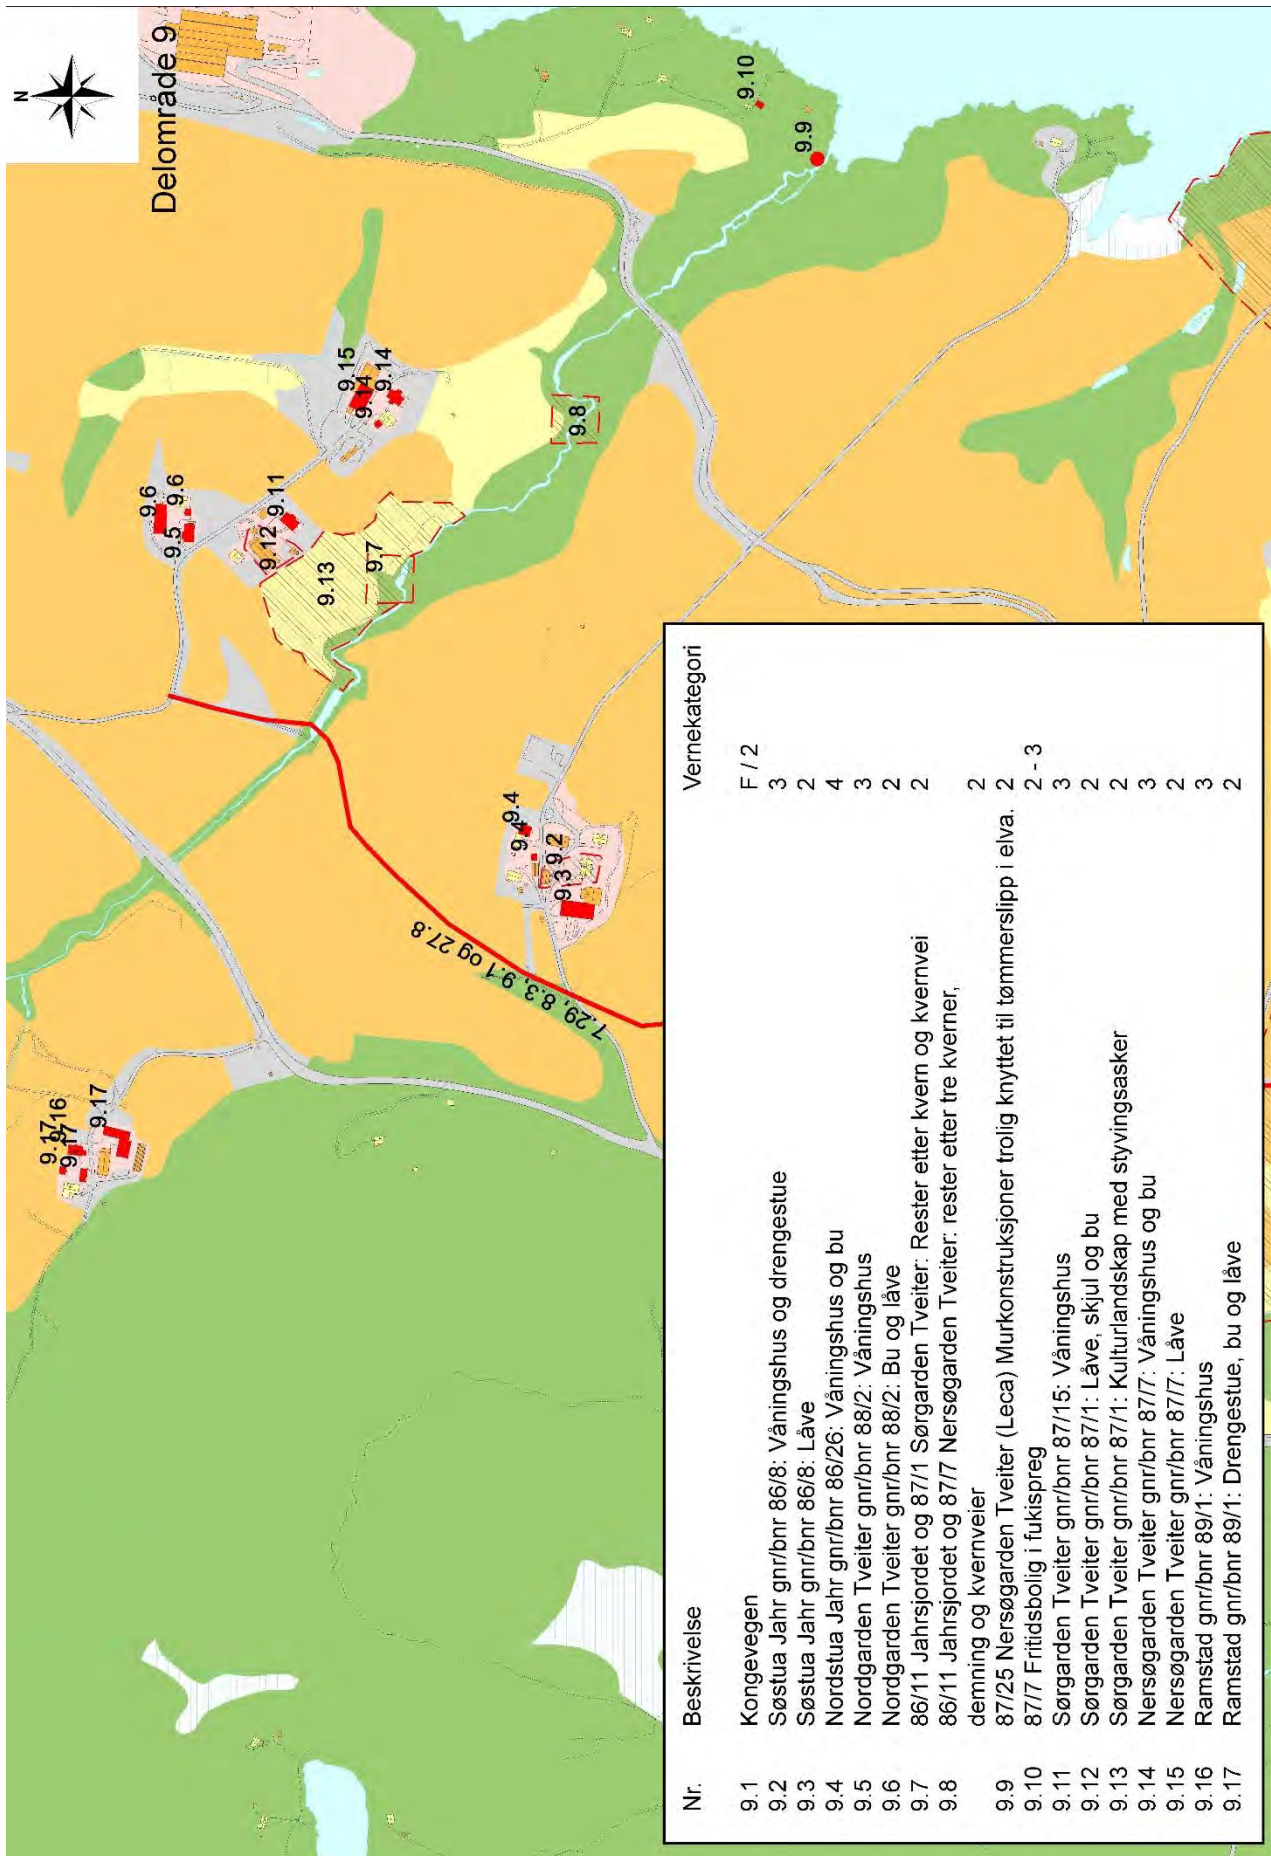 N
Delområde 9
9.17
9.16
9.17
9.17
9.6
9.6
9.5
9.15
9.14
9.14
9.11
9.12
9.13
9.7
9.8
9.10
9.9
9.4
9.4
9.2
9.3
7.29, 8.3, 9.1 og 27.8
Nr. Beskrivelse Vernekategori
9.1 Kongevegen F / 2
9.2 Søstua Jahr gnr/bnr 86/8: Våningshus og drengestue 3
9.3 Søstua Jahr gnr/bnr 86/8: Låve 2
9.4 Nordstua Jahr gnr/bnr 86/26: Våningshus og bu 4
9.5 Nordgarden Tveiter gnr/bnr 88/2: Våningshus 3
9.6 Nordgarden Tveiter gnr/bnr 88/2: Bu og låve 2
9.7 86/11 Jahrsjordet og 87/1 Sørgarden Tveiter: Rester etter kvern og kvernvei 2
9.8 86/11 Jahrsjordet og 87/7 Nersøgarden Tveiter: rester etter tre kverner,
demning og kvernveier 2
9.9 87/25 Nersøgarden Tveiter (Leca) Murkonstruksjoner trolig knyttet til tømmerslipp i elva. 2
9.10 87/7 Fritidsbolig i fukispreg 2 - 3
9.11 Sørgarden Tveiter gnr/bnr 87/15: Våningshus 3
9.12 Sørgarden Tveiter gnr/bnr 87/1: Låve, skjul og bu 2
9.13 Sørgarden Tveiter gnr/bnr 87/1: Kulturlandskap med styvingsasker 2
9.14 Nersøgarden Tveiter gnr/bnr 87/7: Våningshus og bu 3
9.15 Nersøgarden Tveiter gnr/bnr 87/7: Låve 2
9.16 Ramstad gnr/bnr 89/1: Våningshus 3
9.17 Ramstad gnr/bnr 89/1: Drengestue, bu og låve 2